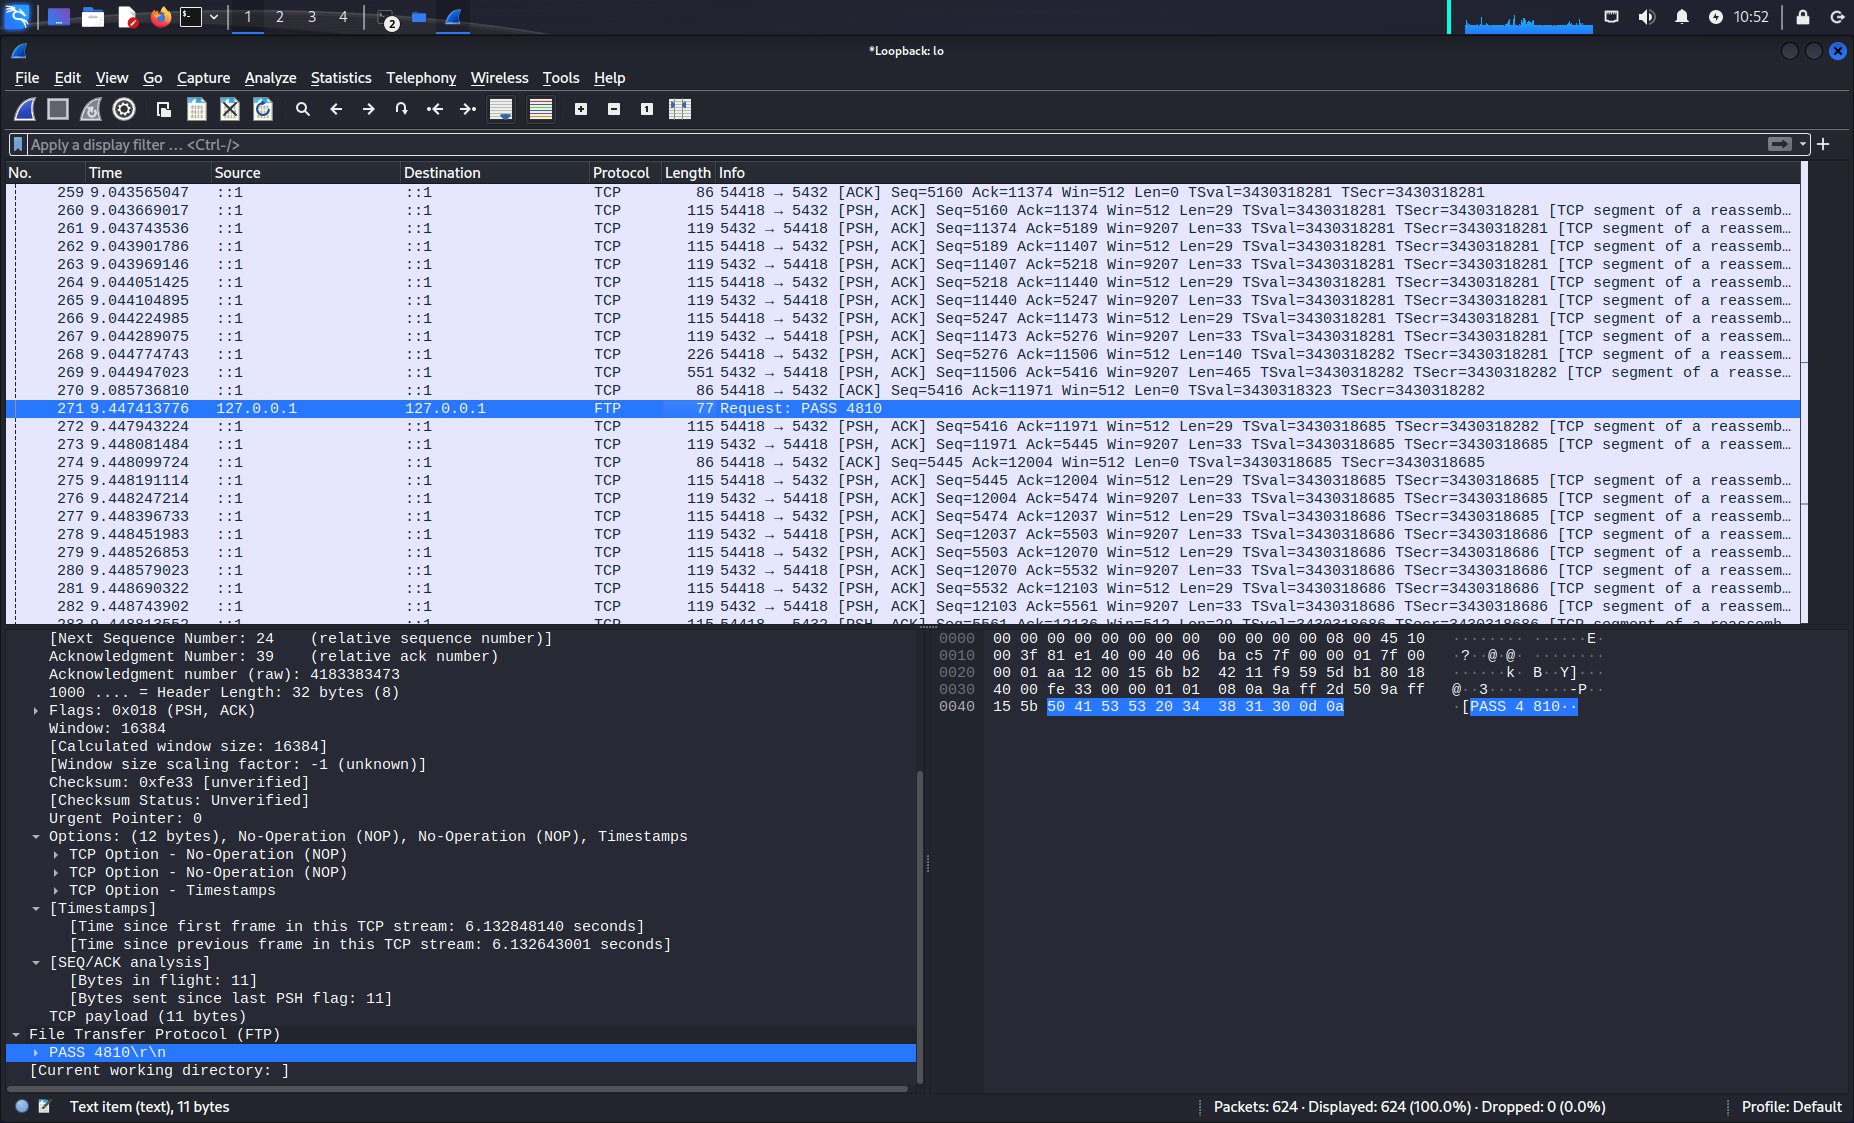 1 2 3 4 2 10:52
*Loopback: lo
File Edit View Go Capture Analyze Statistics Telephony Wireless Tools Help
Apply a display filter … <Ctrl-/>
No. Time Source Destination Protocol Length Info
259 9.043565047 ::1 ::1 TCP 86 54418 → 5432 [ACK] Seq=5160 Ack=11374 Win=512 Len=0 TSval=3430318281 TSecr=3430318281
260 9.043669017 ::1 ::1 TCP 115 54418 → 5432 [PSH, ACK] Seq=5160 Ack=11374 Win=512 Len=29 TSval=3430318281 TSecr=3430318281 [TCP segment of a reassemb…
261 9.043743536 ::1 ::1 TCP 119 5432 → 54418 [PSH, ACK] Seq=11374 Ack=5189 Win=9207 Len=33 TSval=3430318281 TSecr=3430318281 [TCP segment of a reassem…
262 9.043901786 ::1 ::1 TCP 115 54418 → 5432 [PSH, ACK] Seq=5189 Ack=11407 Win=512 Len=29 TSval=3430318281 TSecr=3430318281 [TCP segment of a reassemb…
263 9.043969146 ::1 ::1 TCP 119 5432 → 54418 [PSH, ACK] Seq=11407 Ack=5218 Win=9207 Len=33 TSval=3430318281 TSecr=3430318281 [TCP segment of a reassem…
264 9.044051425 ::1 ::1 TCP 115 54418 → 5432 [PSH, ACK] Seq=5218 Ack=11440 Win=512 Len=29 TSval=3430318281 TSecr=3430318281 [TCP segment of a reassemb…
265 9.044104895 ::1 ::1 TCP 119 5432 → 54418 [PSH, ACK] Seq=11440 Ack=5247 Win=9207 Len=33 TSval=3430318281 TSecr=3430318281 [TCP segment of a reassem…
266 9.044224985 ::1 ::1 TCP 115 54418 → 5432 [PSH, ACK] Seq=5247 Ack=11473 Win=512 Len=29 TSval=3430318281 TSecr=3430318281 [TCP segment of a reassemb…
267 9.044289075 ::1 ::1 TCP 119 5432 → 54418 [PSH, ACK] Seq=11473 Ack=5276 Win=9207 Len=33 TSval=3430318281 TSecr=3430318281 [TCP segment of a reassem…
268 9.044774743 ::1 ::1 TCP 226 54418 → 5432 [PSH, ACK] Seq=5276 Ack=11506 Win=512 Len=140 TSval=3430318282 TSecr=3430318281 [TCP segment of a reassem…
269 9.044947023 ::1 ::1 TCP 551 5432 → 54418 [PSH, ACK] Seq=11506 Ack=5416 Win=9207 Len=465 TSval=3430318282 TSecr=3430318282 [TCP segment of a reasse…
270 9.085736810 ::1 ::1 TCP 86 54418 → 5432 [ACK] Seq=5416 Ack=11971 Win=512 Len=0 TSval=3430318323 TSecr=3430318282
271 9.447413776 127.0.0.1 127.0.0.1 FTP 77 Request: PASS 4810
272 9.447943224 ::1 ::1 TCP 115 54418 → 5432 [PSH, ACK] Seq=5416 Ack=11971 Win=512 Len=29 TSval=3430318685 TSecr=3430318282 [TCP segment of a reassemb…
273 9.448081484 ::1 ::1 TCP 119 5432 → 54418 [PSH, ACK] Seq=11971 Ack=5445 Win=9207 Len=33 TSval=3430318685 TSecr=3430318685 [TCP segment of a reassem…
274 9.448099724 ::1 ::1 TCP 86 54418 → 5432 [ACK] Seq=5445 Ack=12004 Win=512 Len=0 TSval=3430318685 TSecr=3430318685
275 9.448191114 ::1 ::1 TCP 115 54418 → 5432 [PSH, ACK] Seq=5445 Ack=12004 Win=512 Len=29 TSval=3430318685 TSecr=3430318685 [TCP segment of a reassemb…
276 9.448247214 ::1 ::1 TCP 119 5432 → 54418 [PSH, ACK] Seq=12004 Ack=5474 Win=9207 Len=33 TSval=3430318685 TSecr=3430318685 [TCP segment of a reassem…
277 9.448396733 ::1 ::1 TCP 115 54418 → 5432 [PSH, ACK] Seq=5474 Ack=12037 Win=512 Len=29 TSval=3430318686 TSecr=3430318685 [TCP segment of a reassemb…
278 9.448451983 ::1 ::1 TCP 119 5432 → 54418 [PSH, ACK] Seq=12037 Ack=5503 Win=9207 Len=33 TSval=3430318686 TSecr=3430318686 [TCP segment of a reassem…
279 9.448526853 ::1 ::1 TCP 115 54418 → 5432 [PSH, ACK] Seq=5503 Ack=12070 Win=512 Len=29 TSval=3430318686 TSecr=3430318686 [TCP segment of a reassemb…
280 9.448579023 ::1 ::1 TCP 119 5432 → 54418 [PSH, ACK] Seq=12070 Ack=5532 Win=9207 Len=33 TSval=3430318686 TSecr=3430318686 [TCP segment of a reassem…
281 9.448690322 ::1 ::1 TCP 115 54418 → 5432 [PSH, ACK] Seq=5532 Ack=12103 Win=512 Len=29 TSval=3430318686 TSecr=3430318686 [TCP segment of a reassemb…
282 9.448743902 ::1 ::1 TCP 119 5432 → 54418 [PSH, ACK] Seq=12103 Ack=5561 Win=9207 Len=33 TSval=3430318686 TSecr=3430318686 [TCP segment of a reassem…
[Next Sequence Number: 24 (relative sequence number)]
Acknowledgment Number: 39 (relative ack number)
Acknowledgment number (raw): 4183383473
1000 .... = Header Length: 32 bytes (8)
Flags: 0x018 (PSH, ACK)
Window: 16384
[Calculated window size: 16384]
[Window size scaling factor: -1 (unknown)]
Checksum: 0xfe33 [unverified]
[Checksum Status: Unverified]
Urgent Pointer: 0
Options: (12 bytes), No-Operation (NOP), No-Operation (NOP), Timestamps
TCP Option - No-Operation (NOP)
TCP Option - No-Operation (NOP)
TCP Option - Timestamps
[Timestamps]
[Time since first frame in this TCP stream: 6.132848140 seconds]
[Time since previous frame in this TCP stream: 6.132643001 seconds]
[SEQ/ACK analysis]
[Bytes in flight: 11]
[Bytes sent since last PSH flag: 11]
TCP payload (11 bytes)
File Transfer Protocol (FTP)
PASS 4810\r\n
[Current working directory: ]
0000 00 00 00 00 00 00 00 00 00 00 00 00 08 00 45 10 ········ ······E·
0010 00 3f 81 e1 40 00 40 06 ba c5 7f 00 00 01 7f 00 ·?··@·@· ········
0020 00 01 aa 12 00 15 6b b2 42 11 f9 59 5d b1 80 18 ······k· B··Y]···
0030 40 00 fe 33 00 00 01 01 08 0a 9a ff 2d 50 9a ff @··3···· ····-P··
0040 15 5b 50 41 53 53 20 34 38 31 30 0d 0a ·[PASS 4 810··
Text item (text), 11 bytes
Packets: 624 · Displayed: 624 (100.0%) · Dropped: 0 (0.0%)
Profile: Default